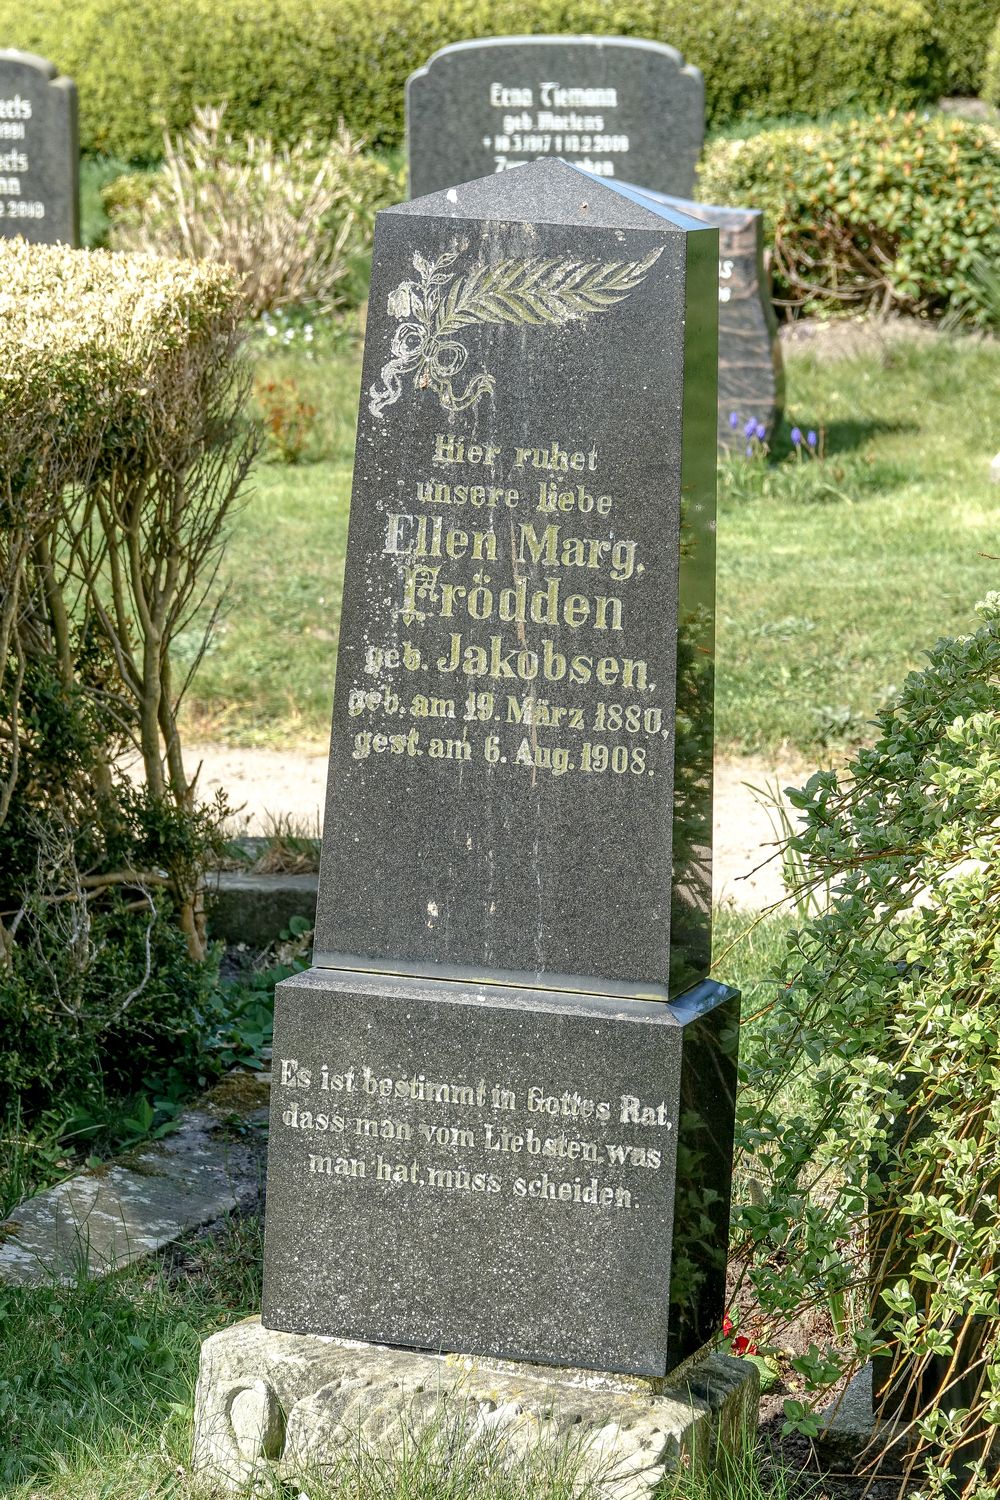 Erna Tiemann
geb. Martens
2010
Hier ruhet
unsere liebe
Ellen Marg.
Frödden
geb. Jakobsen,
geb. am 19. März 1880,
gest. am 6. Aug. 1908.
Es ist bestimmt in Gottes Rat,
dass man vom Liebsten, was
man hat, muss scheiden.